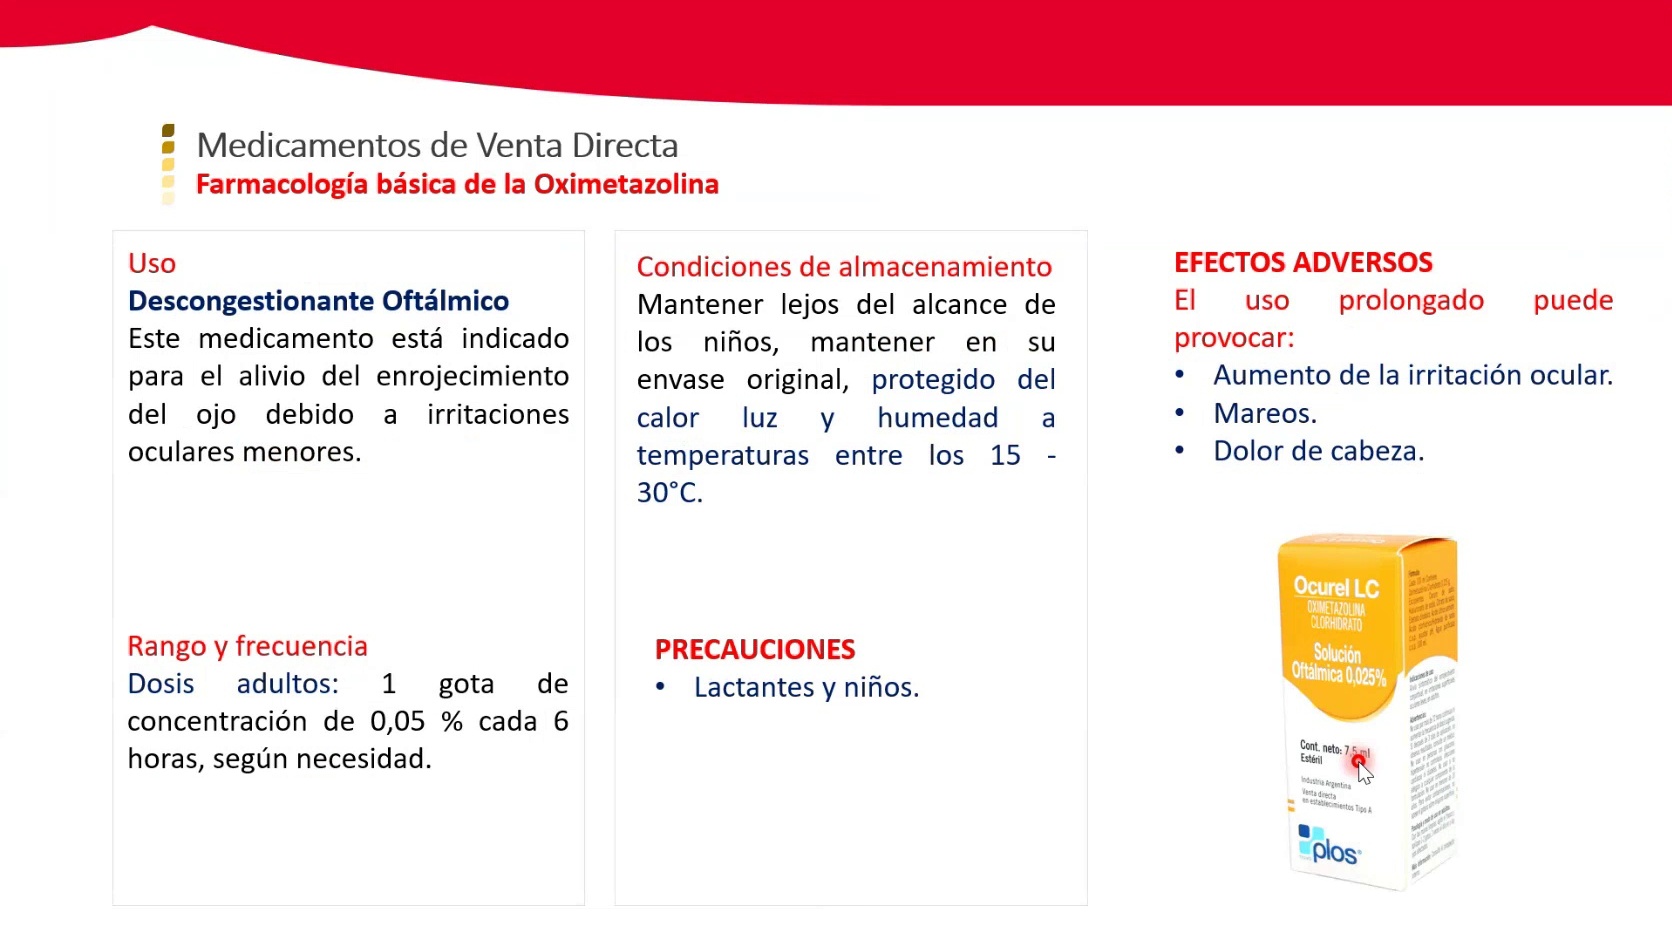 Medicamentos de Venta Directa
Farmacología básica de la Oximetazolina
Uso
Descongestionante Oftálmico
Este medicamento está indicado
para el alivio del enrojecimiento
del ojo debido a irritaciones
oculares menores.
Rango y frecuencia
Dosis adultos: 1 gota de
concentración de 0,05 % cada 6
horas, según necesidad.
Condiciones de almacenamiento
Mantener lejos del alcance de
los niños, mantener en su
envase original, protegido del
calor luz y humedad a
temperaturas entre los 15 -
30°C.
PRECAUCIONES
• Lactantes y niños.
EFECTOS ADVERSOS
El uso prolongado puede
provocar:
• Aumento de la irritación ocular.
• Mareos.
• Dolor de cabeza.
Ocurel LC
OXIMETAZOLINA
CLORHIDRATO
Solución
Oftálmica 0,025%
Cont. neto: 7,5 ml
Estéril
Industria Argentina
Venta directa
en establecimientos Tipo A
plos